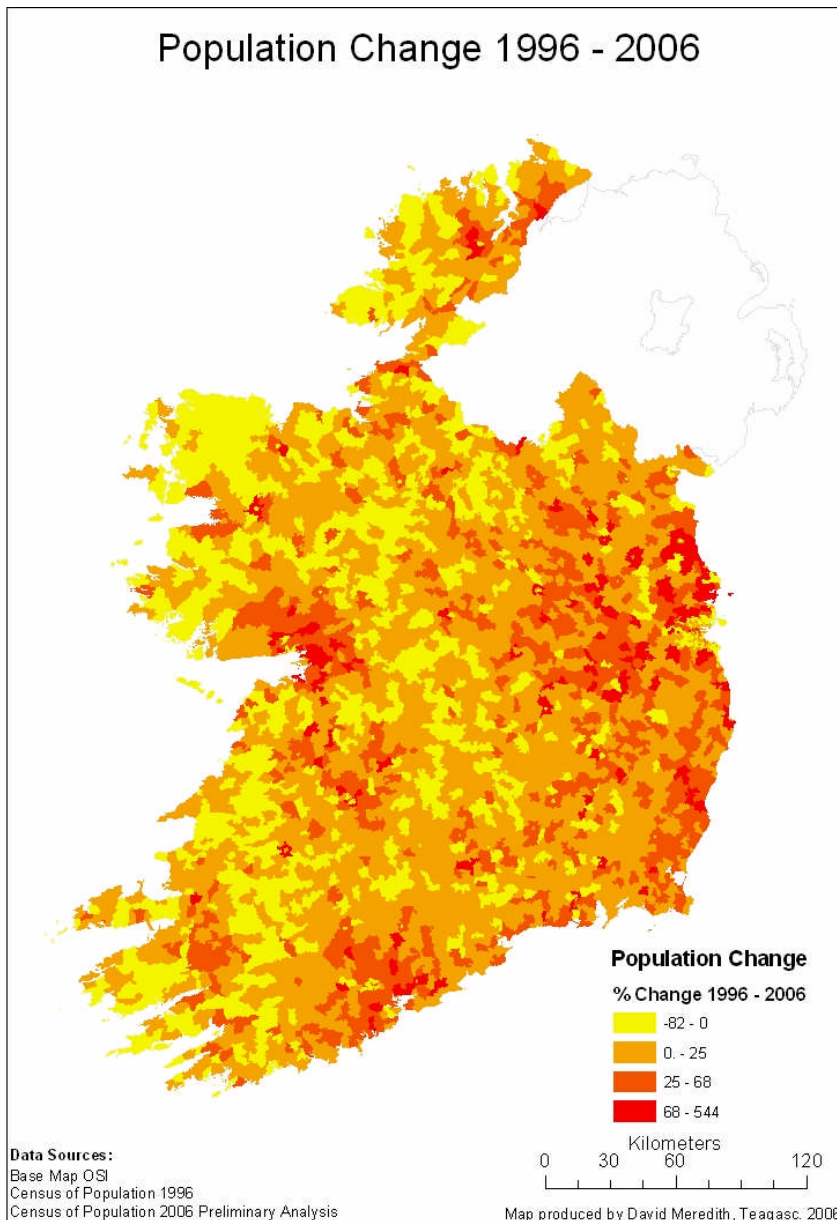 Population Change 1996 - 2006
Population Change
% Change 1996 - 2006
-82 - 0
0. - 25
25 - 68
68 - 544
Kilometers
0 30 60 120
Data Sources:
Base Map OSI
Census of Population 1996
Census of Population 2006 Preliminary Analysis
Map produced by David Meredith, Teagasc. 2006